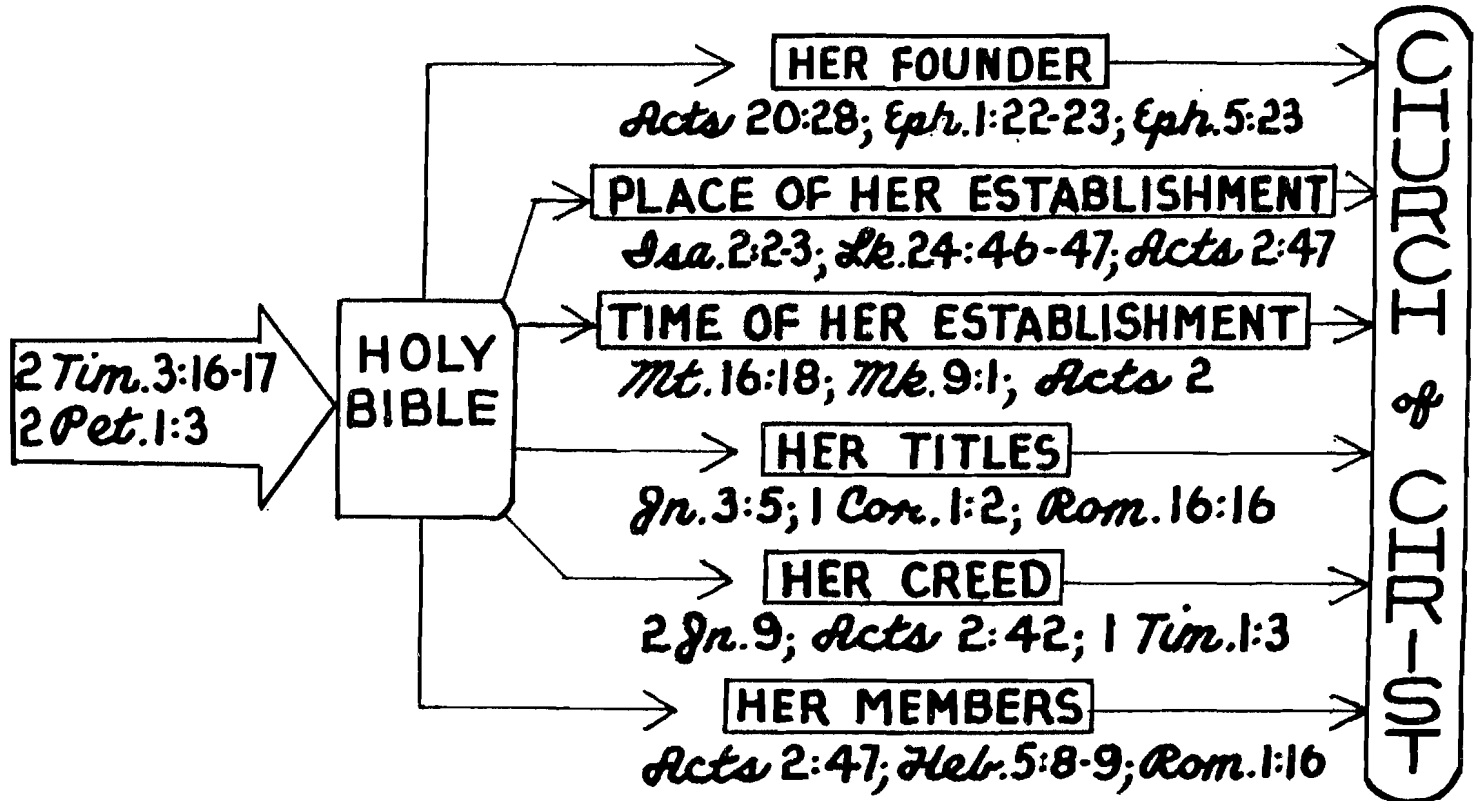 HER FOUNDER
Acts 20:28; Eph. 1:22-23; Eph. 5:23
PLACE OF HER ESTABLISHMENT
Isa. 2:2-3; Lk. 24:46-47; Acts 2:47
TIME OF HER ESTABLISHMENT
Mt. 16:18; Mk. 9:1; Acts 2
HER TITLES
Jn. 3:5; 1 Cor. 1:2; Rom. 16:16
HER CREED
2 Jn. 9; Acts 2:42; 1 Tim. 1:3
HER MEMBERS
Acts 2:47; Heb. 5:8-9; Rom. 1:16
2 Tim. 3:16-17
2 Pet. 1:3
HOLY
BIBLE
CHURCH of CHRIST